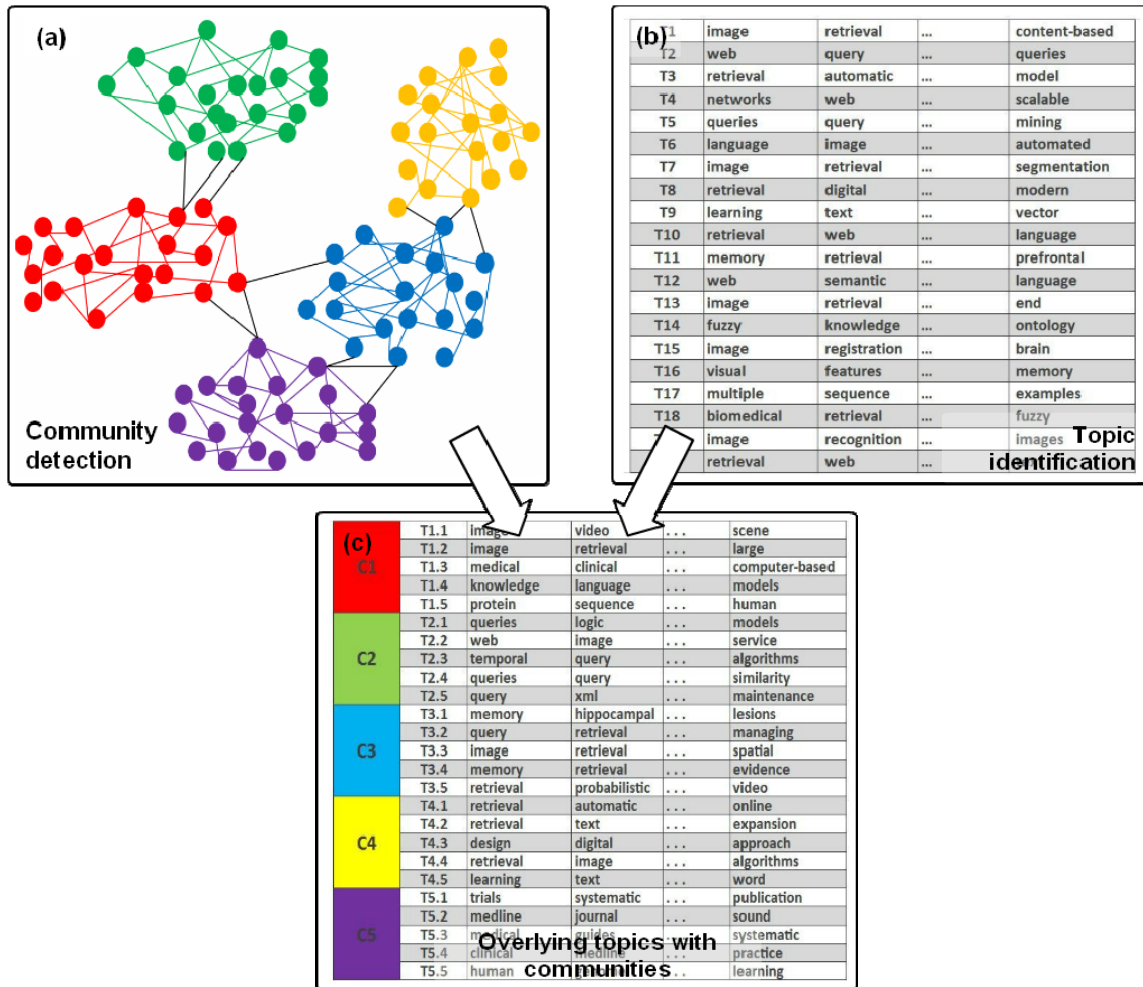 (a)
Community
detection
(b)
T1 image retrieval ... content-based
T2 web query ... queries
T3 retrieval automatic ... model
T4 networks web ... scalable
T5 queries query ... mining
T6 language image ... automated
T7 image retrieval ... segmentation
T8 retrieval digital ... modern
T9 learning text ... vector
T10 retrieval web ... language
T11 memory retrieval ... prefrontal
T12 web semantic ... language
T13 image retrieval ... end
T14 fuzzy knowledge ... ontology
T15 image registration ... brain
T16 visual features ... memory
T17 multiple sequence ... examples
T18 biomedical retrieval ... fuzzy
image recognition ... images
retrieval web ...
Topic
identification
(c)
C1
T1.1 image video ... scene
T1.2 image retrieval ... large
T1.3 medical clinical ... computer-based
T1.4 knowledge language ... models
T1.5 protein sequence ... human
C2
T2.1 queries logic ... models
T2.2 web image ... service
T2.3 temporal query ... algorithms
T2.4 queries query ... similarity
T2.5 query xml ... maintenance
C3
T3.1 memory hippocampal ... lesions
T3.2 query retrieval ... managing
T3.3 image retrieval ... spatial
T3.4 memory retrieval ... evidence
T3.5 retrieval probabilistic ... video
C4
T4.1 retrieval automatic ... online
T4.2 retrieval text ... expansion
T4.3 design digital ... approach
T4.4 retrieval image ... algorithms
T4.5 learning text ... word
C5
T5.1 trials systematic ... publication
T5.2 medline journal ... sound
T5.3 medical guides ... systematic
T5.4 clinical medline ... practice
T5.5 human ... learning
Overlying topics with
communities